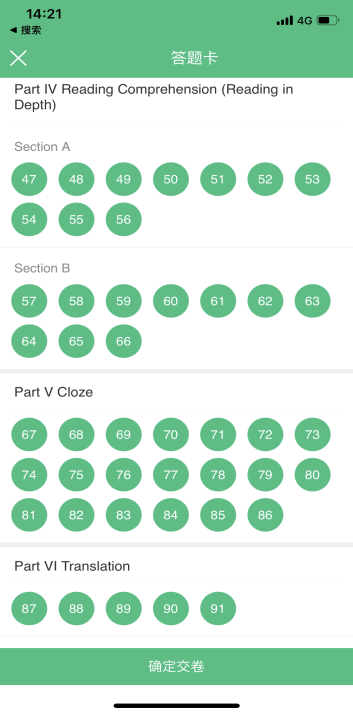 14:21
4G
◀ 搜索
答题卡
Part IV Reading Comprehension (Reading in
Depth)
Section A
47 48 49 50 51 52 53
54 55 56
Section B
57 58 59 60 61 62 63
64 65 66
Part V Cloze
67 68 69 70 71 72 73
74 75 76 77 78 79 80
81 82 83 84 85 86
Part VI Translation
87 88 89 90 91
确定交卷